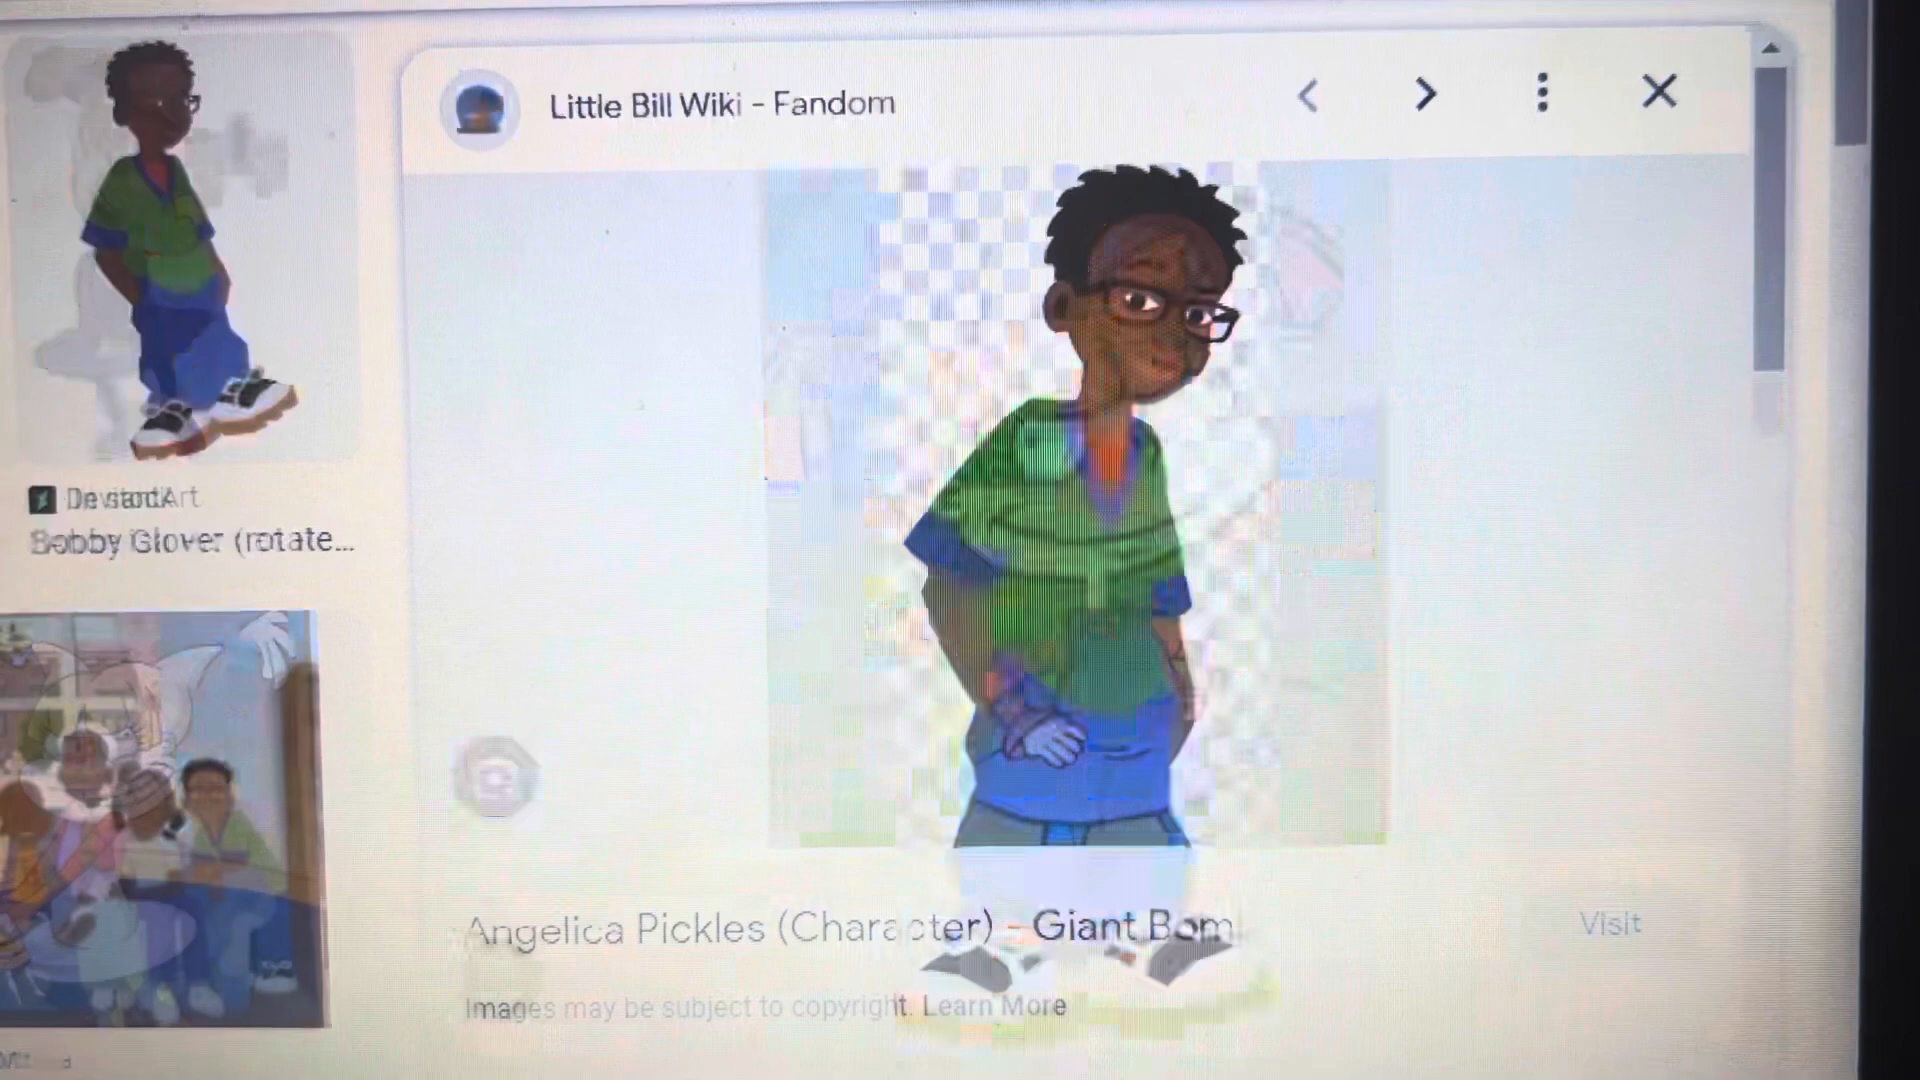 Little Bill Wiki - Fandom
Bobby Glover (rotate...
Angelica Pickles (Character) - Giant Bom
Visit
Images may be subject to copyright. Learn More